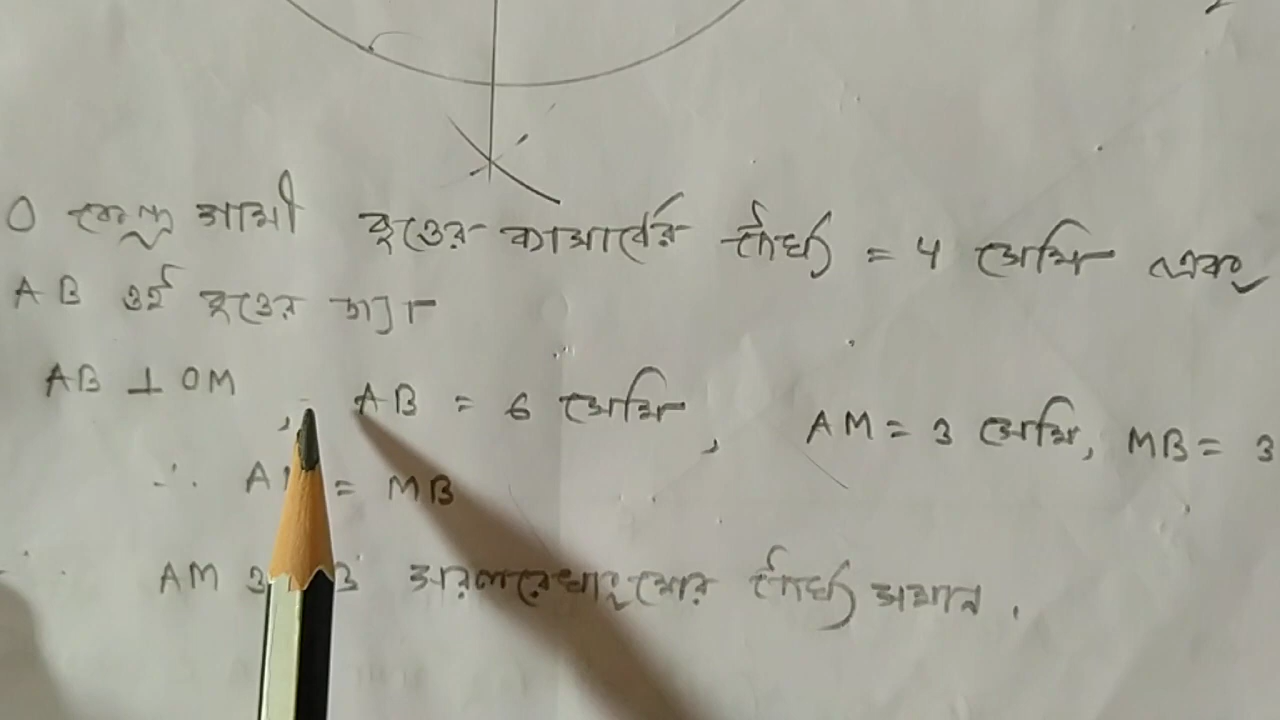 O কেন্দ্র গামী বৃত্তের ব্যাসার্ধের দৈর্ঘ্য = 4 সেমি এবং
AB ওই বৃত্তের জ্যা
AB ⊥ OM , AB = 6 সেমি , AM = 3 সেমি, MB = 3
∴ A = MB
AM ও সরলরেখাংশের দৈর্ঘ্য সমান .